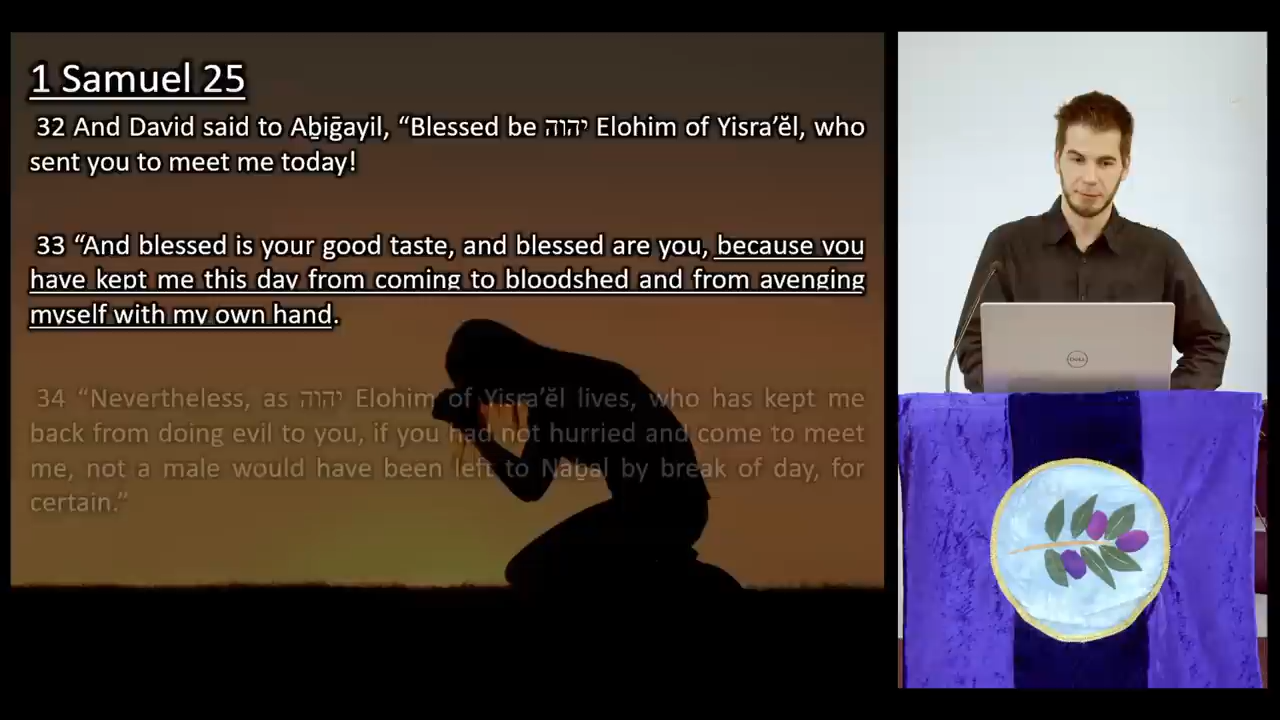 1 Samuel 25
32 And David said to Aḇiḡayil, “Blessed be יהוה Elohim of Yisra’ĕl, who
sent you to meet me today!
33 “And blessed is your good taste, and blessed are you, because you
have kept me this day from coming to bloodshed and from avenging
myself with my own hand.
34 “Nevertheless, as יהוה Elohim of Yisra’ĕl lives, who has kept me
back from doing evil to you, if you had not hurried and come to meet
me, not a male would have been left to Naḇal by break of day, for
certain.”
DELL